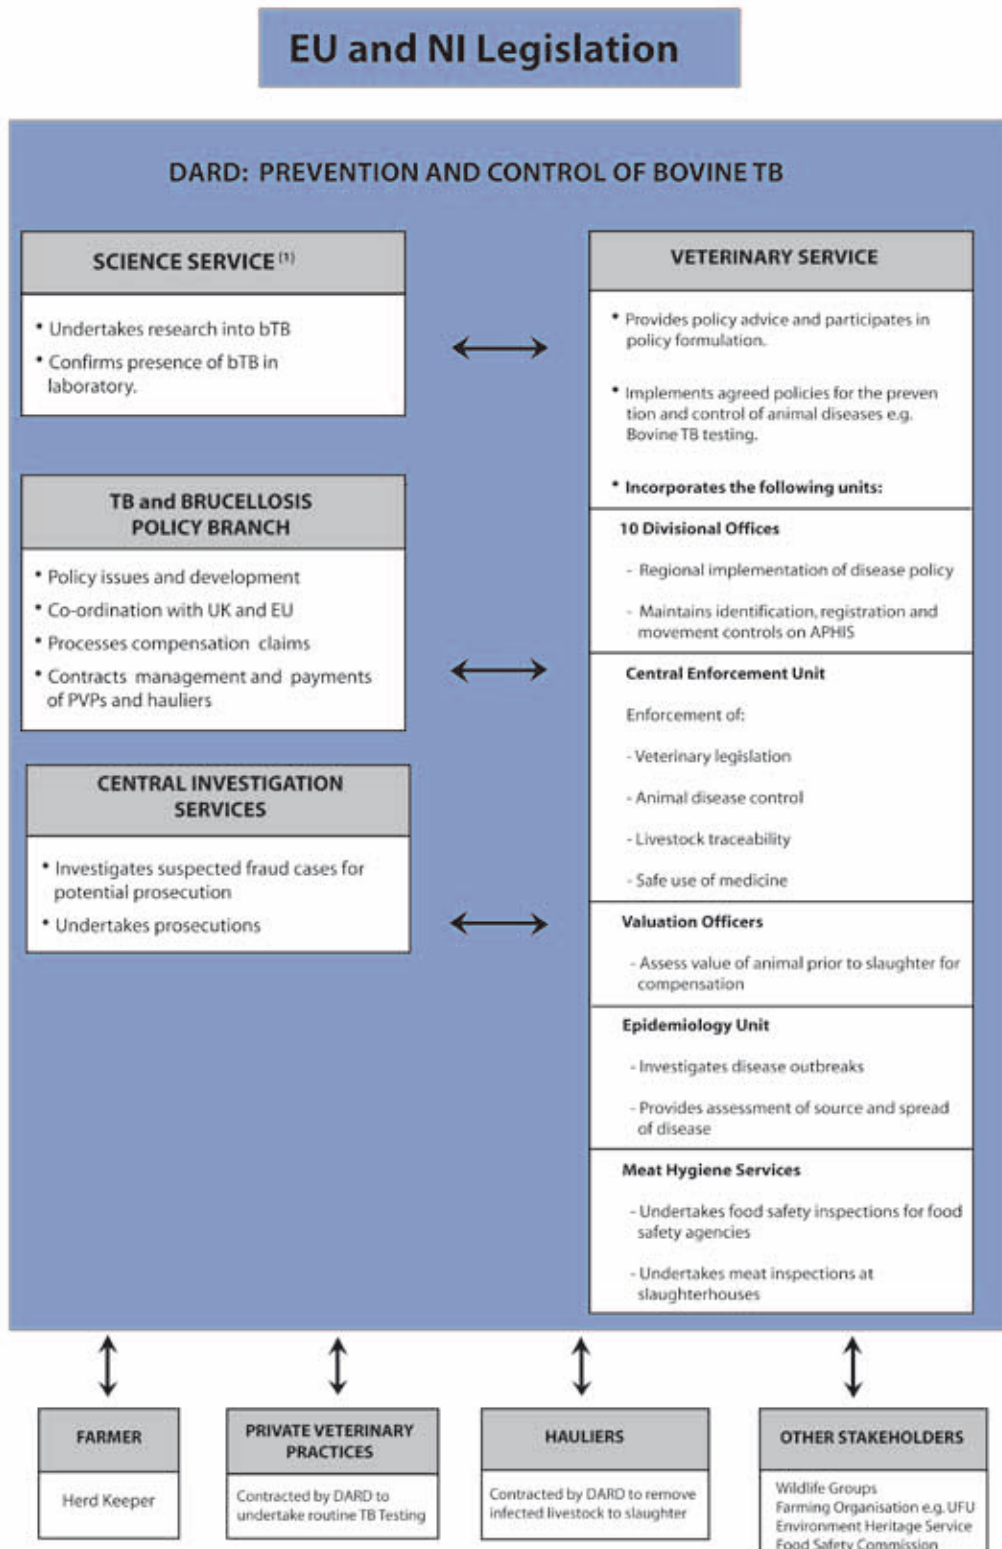 EU and NI Legislation
DARD: PREVENTION AND CONTROL OF BOVINE TB
SCIENCE SERVICE (1)
• Undertakes research into bTB
• Confirms presence of bTB in
laboratory.
TB and BRUCELLOSIS
POLICY BRANCH
• Policy issues and development
• Co-ordination with UK and EU
• Processes compensation claims
• Contracts management and payments
of PVPs and hauliers
CENTRAL INVESTIGATION
SERVICES
• Investigates suspected fraud cases for
potential prosecution
• Undertakes prosecutions
VETERINARY SERVICE
• Provides policy advice and participates in
policy formulation.
• Implements agreed policies for the preven
tion and control of animal diseases e.g.
Bovine TB testing.
• Incorporates the following units:
10 Divisional Offices
- Regional implementation of disease policy
- Maintains identification, registration and
movement controls on APHIS
Central Enforcement Unit
Enforcement of:
- Veterinary legislation
- Animal disease control
- Livestock traceability
- Safe use of medicine
Valuation Officers
- Assess value of animal prior to slaughter for
compensation
Epidemiology Unit
- Investigates disease outbreaks
- Provides assessment of source and spread
of disease
Meat Hygiene Services
- Undertakes food safety inspections for food
safety agencies
- Undertakes meat inspections at
slaughterhouses
FARMER
Herd Keeper
PRIVATE VETERINARY
PRACTICES
Contracted by DARD to
undertake routine TB Testing
HAULIERS
Contracted by DARD to remove
infected livestock to slaughter
OTHER STAKEHOLDERS
Wildlife Groups
Farming Organisation e.g. UFU
Environment Heritage Service
Food Safety Commission